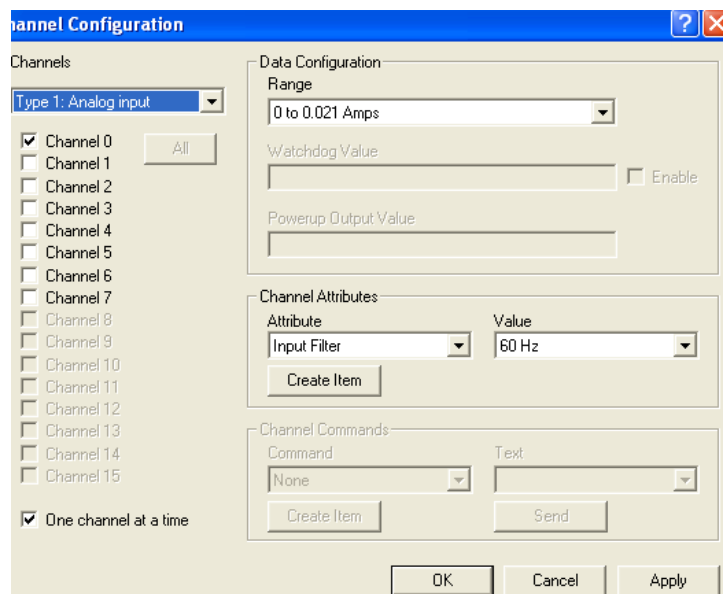 hannel Configuration
Channels
Type 1: Analog input
All
Channel 0
Channel 1
Channel 2
Channel 3
Channel 4
Channel 5
Channel 6
Channel 7
Channel 8
Channel 9
Channel 10
Channel 11
Channel 12
Channel 13
Channel 14
Channel 15
One channel at a time
Data Configuration
Range
0 to 0.021 Amps
Watchdog Value
Enable
Powerup Output Value
Channel Attributes
Attribute Value
Input Filter 60 Hz
Create Item
Channel Commands
Command Text
None
Create Item Send
OK Cancel Apply